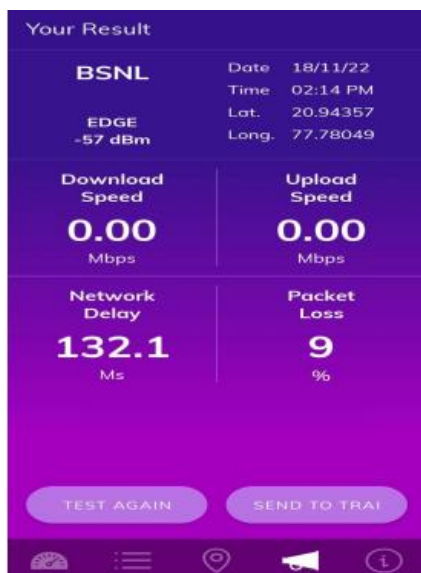 Your Result
BSNL
EDGE
-57 dBm
Date 18/11/22
Time 02:14 PM
Lat. 20.94357
Long. 77.78049
Download
Speed
0.00
Mbps
Upload
Speed
0.00
Mbps
Network
Delay
132.1
Ms
Packet
Loss
9
%
TEST AGAIN
SEND TO TRAI